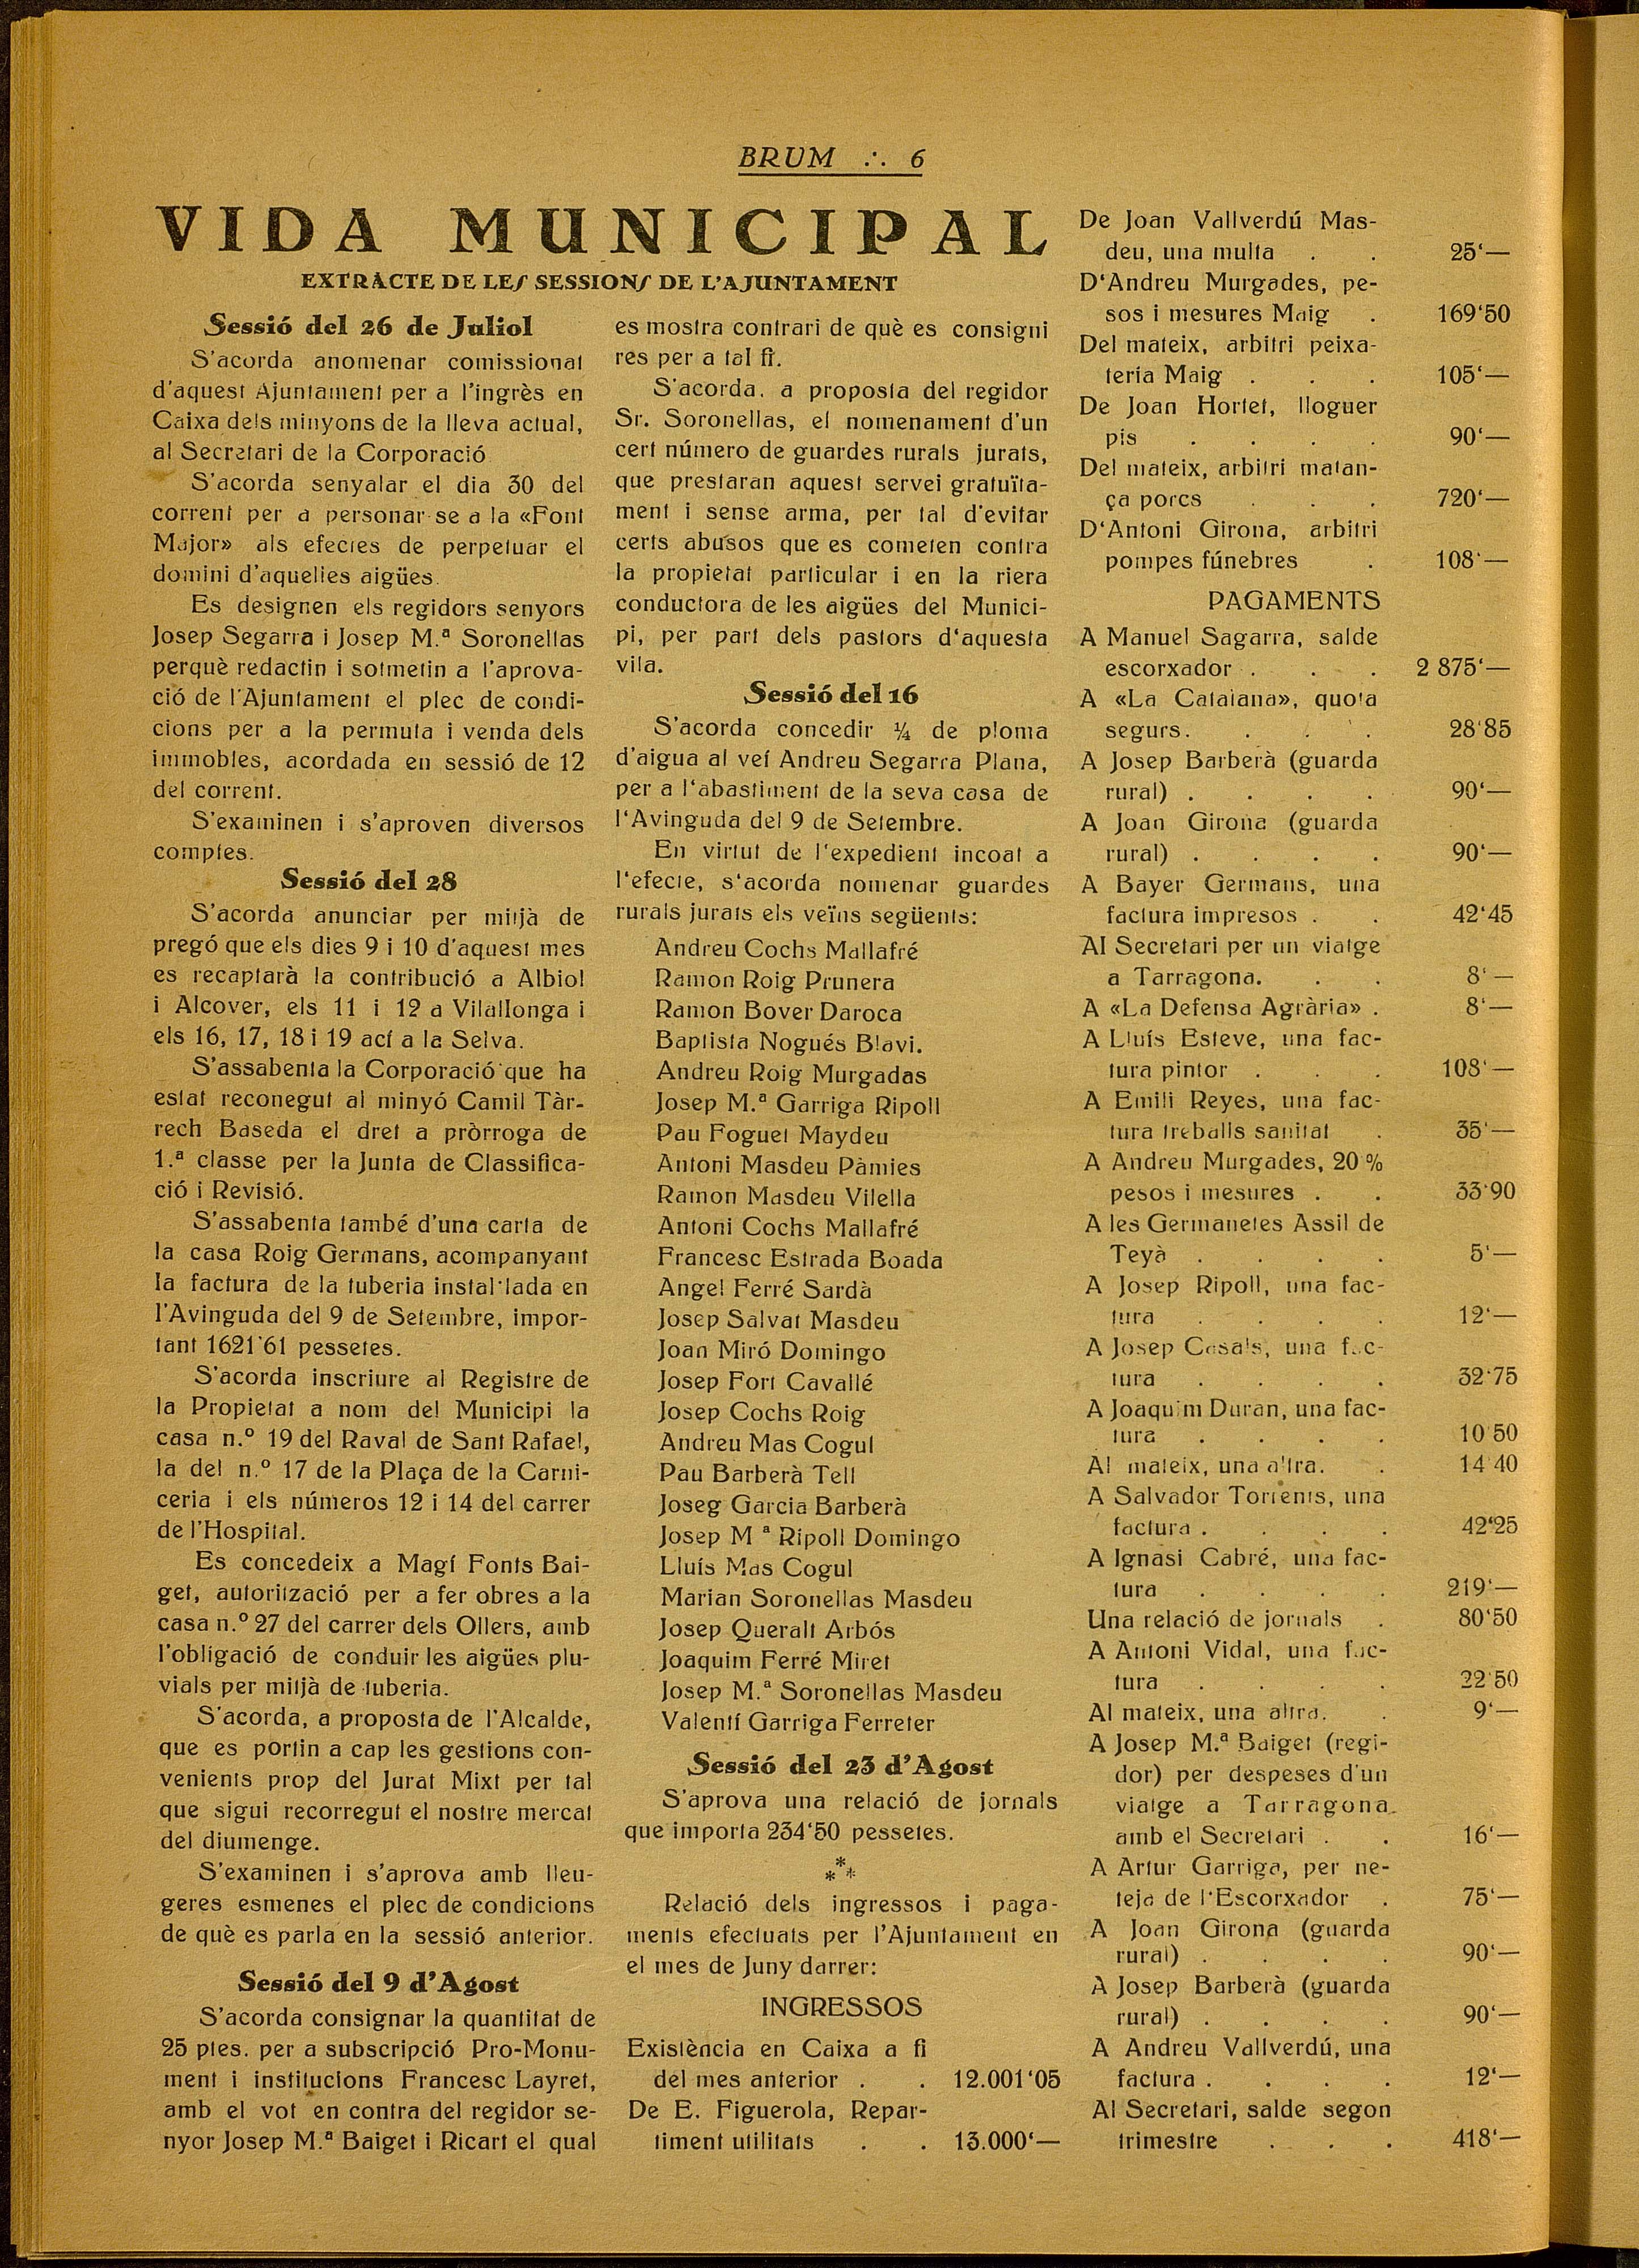 BRUM ∴ 6
VIDA MUNICIPAL
EXTRÀCTE DE LES SESSIONS DE L'AJUNTAMENT
Sessió del 26 de Juliol
S'acorda anomenar comissionat
d'aquest Ajuntament per a l'ingrès en
Caixa dels minyons de la lleva actual,
al Secretari de la Corporació
S'acorda senyalar el dia 30 del
corrent per a personar-se a la «Font
Major» als efectes de perpetuar el
domini d'aquelles aigües.
Es designen els regidors senyors
Josep Segarra i Josep M.ª Soronellas
perquè redactin i sotmetin a l'aprova-
ció de l'Ajuntament el plec de condi-
cions per a la permuta i venda dels
immobles, acordada en sessió de 12
del corrent.
S'examinen i s'aproven diversos
comptes.
Sessió del 28
S'acorda anunciar per mitjà de
pregó que els dies 9 i 10 d'aquest mes
es recaptarà la contribució a Albiol
i Alcover, els 11 i 12 a Vilallonga i
els 16, 17, 18 i 19 ací a la Selva.
S'assabenta la Corporació que ha
estat reconegut al minyó Camil Tàr-
rech Baseda el dret a pròrroga de
1.ª classe per la Junta de Classifica-
ció i Revisió.
S'assabenta també d'una carta de
la casa Roig Germans, acompanyant
la factura de la tuberia instal·lada en
l'Avinguda del 9 de Setembre, impor-
tant 1621'61 pessetes.
S'acorda inscriure al Registre de
la Propietat a nom del Municipi la
casa n.º 19 del Raval de Sant Rafael,
la del n.º 17 de la Plaça de la Carni-
ceria i els números 12 i 14 del carrer
de l'Hospital.
Es concedeix a Magí Fonts Bai-
get, autorització per a fer obres a la
casa n.º 27 del carrer dels Ollers, amb
l'obligació de conduir les aigües plu-
vials per mitjà de tuberia.
S'acorda, a proposta de l'Alcalde,
que es portin a cap les gestions con-
venients prop del Jurat Mixt per tal
que sigui recorregut el nostre mercat
del diumenge.
S'examinen i s'aprova amb lleu-
geres esmenes el plec de condicions
de què es parla en la sessió anterior.
Sessió del 9 d'Agost
S'acorda consignar la quantitat de
25 ptes. per a subscripció Pro-Monu-
ment i institucions Francesc Layret,
amb el vot en contra del regidor se-
nyor Josep M.ª Baiget i Ricart el qual
es mostra contrari de què es consigni
res per a tal fi.
S'acorda. a proposta del regidor
Sr. Soronellas, el nomenament d'un
cert número de guardes rurals jurats,
que prestaran aquest servei gratuïta-
ment i sense arma, per tal d'evitar
certs abusos que es cometen contra
la propietat particular i en la riera
conductora de les aigües del Munici-
pi, per part dels pastors d'aquesta
vila.
Sessió del 16
S'acorda concedir ¼ de ploma
d'aigua al veí Andreu Segarra Plana,
per a l'abastiment de la seva casa de
l'Avinguda del 9 de Setembre.
En virtut de l'expedient incoat a
l'efecte, s'acorda nomenar guardes
rurals jurats els veïns següents:
Andreu Cochs Mallafré
Ramon Roig Prunera
Ramon Bover Daroca
Baptista Nogués Blavi.
Andreu Roig Murgadas
Josep M.ª Garriga Ripoll
Pau Foguet Maydeu
Antoni Masdeu Pàmies
Ramon Masdeu Vilella
Antoni Cochs Mallafré
Francesc Estrada Boada
Angel Ferré Sardà
Josep Salvat Masdeu
Joan Miró Domingo
Josep Fort Cavallé
Josep Cochs Roig
Andreu Mas Cogul
Pau Barberà Tell
Joseg Garcia Barberà
Josep M ª Ripoll Domingo
Lluís Mas Cogul
Marian Soronellas Masdeu
Josep Queralt Arbós
Joaquim Ferré Miret
Josep M.ª Soronellas Masdeu
Valentí Garriga Ferreter
Sessió del 23 d'Agost
S'aprova una relació de jornals
que importa 234'50 pessetes.
***
Relació dels ingressos i paga-
ments efectuats per l'Ajuntament en
el mes de Juny darrer:
INGRESSOS
Existència en Caixa a fi
del mes anterior . . 12.001'05
De E. Figuerola, Repar-
timent utilitats . . 13.000'—
De Joan Vallverdú Mas-
deu, una multa . . 25'—
D'Andreu Murgades, pe-
sos i mesures Maig . 169'50
Del mateix, arbitri peixa-
teria Maig . . . 105'—
De Joan Hortet, lloguer
pis . . . . 90'—
Del mateix, arbitri matan-
ça porcs . . . 720'—
D'Antoni Girona, arbitri
pompes fúnebres . 108'—
PAGAMENTS
A Manuel Sagarra, salde
escorxador . . . 2 875'—
A «La Catalana», quota
segurs. . . . 28'85
A Josep Barberà (guarda
rural) . . . . 90'—
A Joan Girona (guarda
rural) . . . . 90'—
A Bayer Germans, una
factura impresos . . 42'45
Al Secretari per un viatge
a Tarragona. . . 8'—
A «La Defensa Agrària» . 8'—
A Lluís Esteve, una fac-
tura pintor . . . 108'—
A Emili Reyes, una fac-
tura treballs sanitat . 35'—
A Andreu Murgades, 20 %
pesos i mesures . . 33'90
A les Germanetes Assil de
Teyà . . . . 5'—
A Josep Ripoll, una fac-
tura . . . . 12'—
A Josep Casals, una fac-
tura . . . . 32'75
A Joaquim Duran, una fac-
tura . . . . 10'50
Al mateix, una altra. . 14'40
A Salvador Torrents, una
factura . . . . 42'25
A Ignasi Cabré, una fac-
tura . . . . 219'—
Una relació de jornals . 80'50
A Antoni Vidal, una fac-
tura . . . . 22'50
Al mateix, una altra. . 9'—
A Josep M.ª Baiget (regi-
dor) per despeses d'un
viatge a Tarragona
amb el Secretari . . 16'—
A Artur Garriga, per ne-
teja de l'Escorxador . 75'—
A Joan Girona (guarda
rural) . . . . 90'—
A Josep Barberà (guarda
rural) . . . . 90'—
A Andreu Vallverdú, una
factura . . . . 12'—
Al Secretari, salde segon
trimestre . . . 418'—